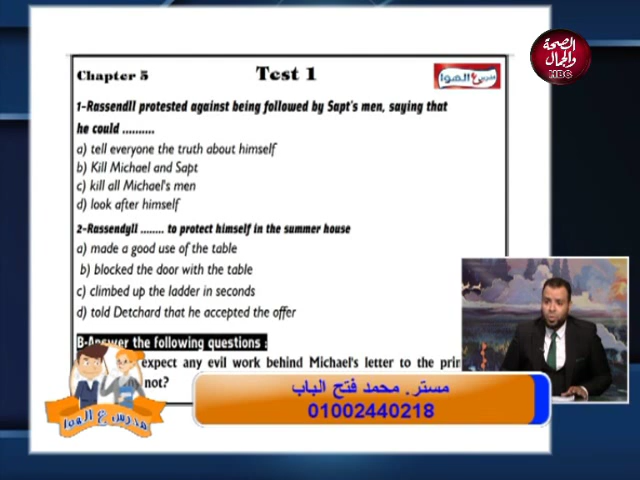 الصحة
والجمال
HBC
Chapter 5
Test 1
مدرس ع الهوا
1-Rassendll protested against being followed by Sapt's men, saying that
he could ..........
a) tell everyone the truth about himself
b) Kill Michael and Sapt
c) kill all Michael's men
d) look after himself
2-Rassendyll ........ to protect himself in the summer house
a) made a good use of the table
b) blocked the door with the table
c) climbed up the ladder in seconds
d) told Detchard that he accepted the offer
B-Answer the following questions :
expect any evil work behind Michael's letter to the prin
not?
مستر. محمد فتح الباب
01002440218
مدرس ع الهوا